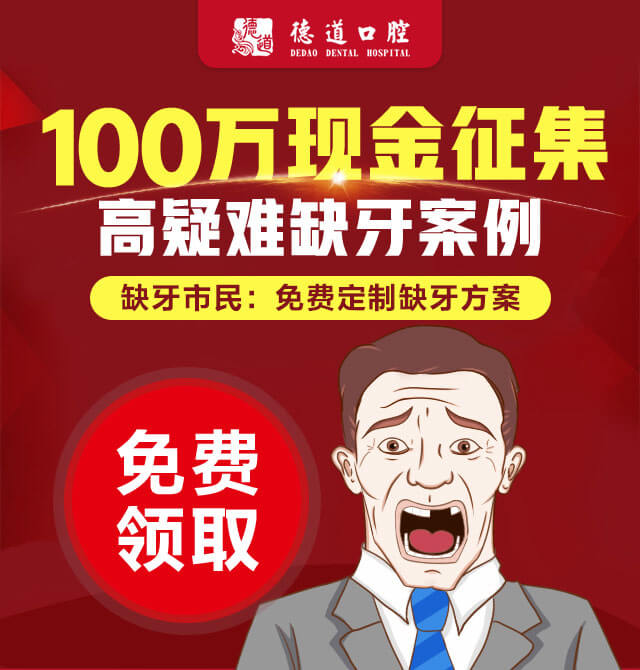 德道
德道口腔
DEDAO DENTAL HOSPITAL
100万现金征集
高疑难缺牙案例
缺牙市民：免费定制缺牙方案
免费
领取